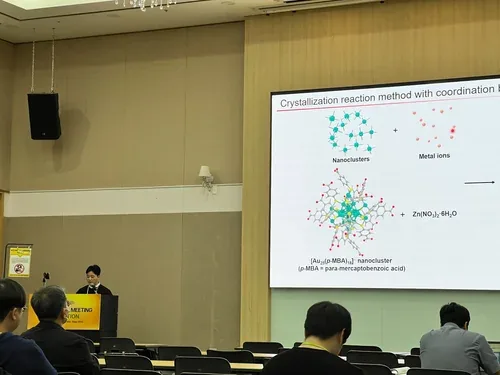 Crystallization reaction method with coordination b
+
Nanoclusters
Metal ions
+ Zn(NO₃)₂·6H₂O
[Au₂₅(p-MBA)₁₈]⁻ nanocluster
(p-MBA = para-mercaptobenzoic acid)
MEETING